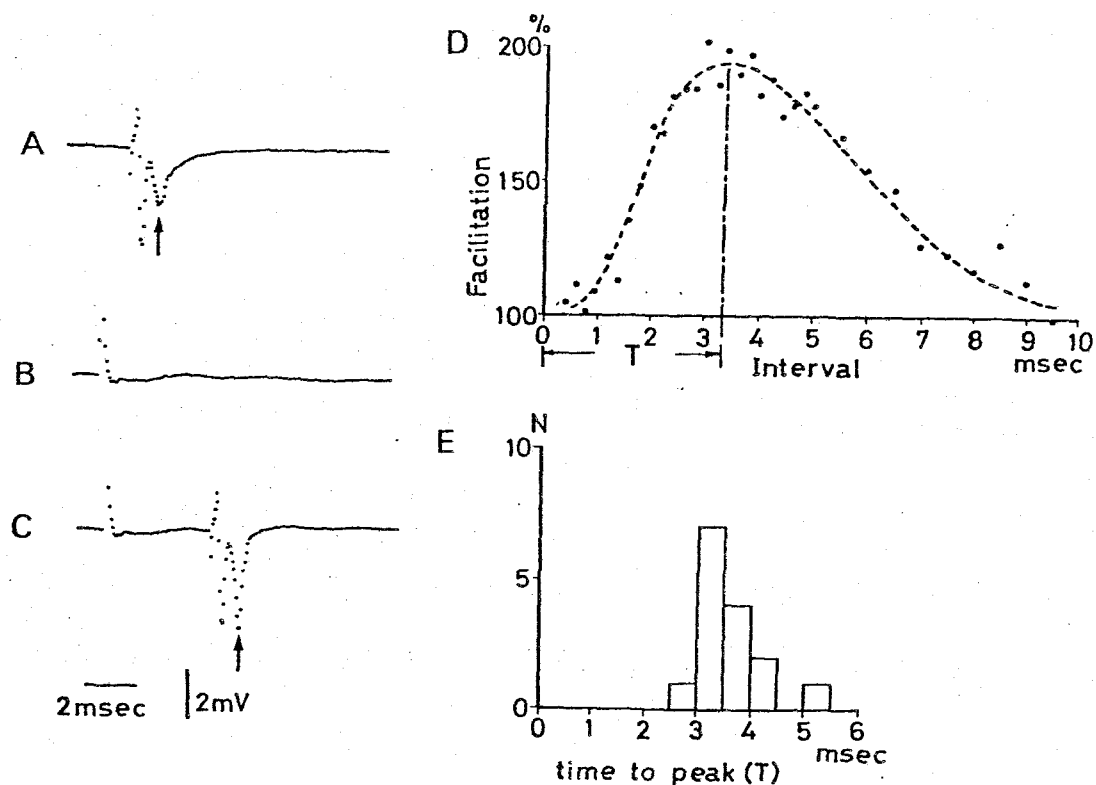 A
B
C
2msec
2mV
D
%
200
150
100
Facilitation
0 1 2 3 4 5 6 7 8 9 10
T
Interval
msec
E
N
10
5
0
0 1 2 3 4 5 6
msec
time to peak (T)